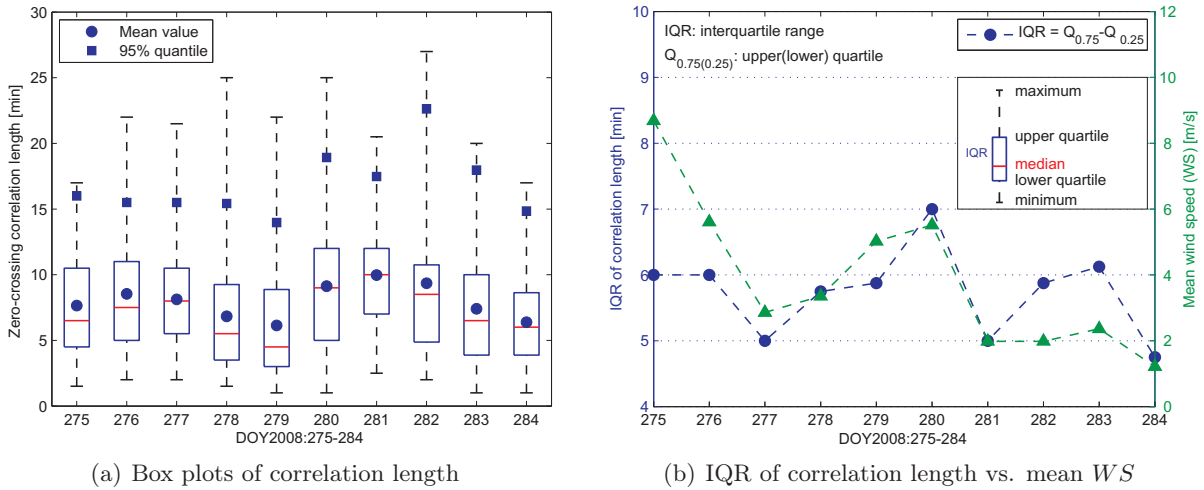 Mean value
95% quantile
Zero-crossing correlation length [min]
30
25
20
15
10
5
0
275 276 277 278 279 280 281 282 283 284
DOY2008:275-284
(a) Box plots of correlation length
IQR: interquartile range
Q0.75(0.25): upper(lower) quartile
IQR = Q0.75-Q0.25
maximum
upper quartile
IQR
median
lower quartile
minimum
IQR of correlation length [min]
10
9
8
7
6
5
4
Mean wind speed (WS) [m/s]
12
10
8
6
4
2
0
275 276 277 278 279 280 281 282 283 284
DOY2008:275-284
(b) IQR of correlation length vs. mean WS